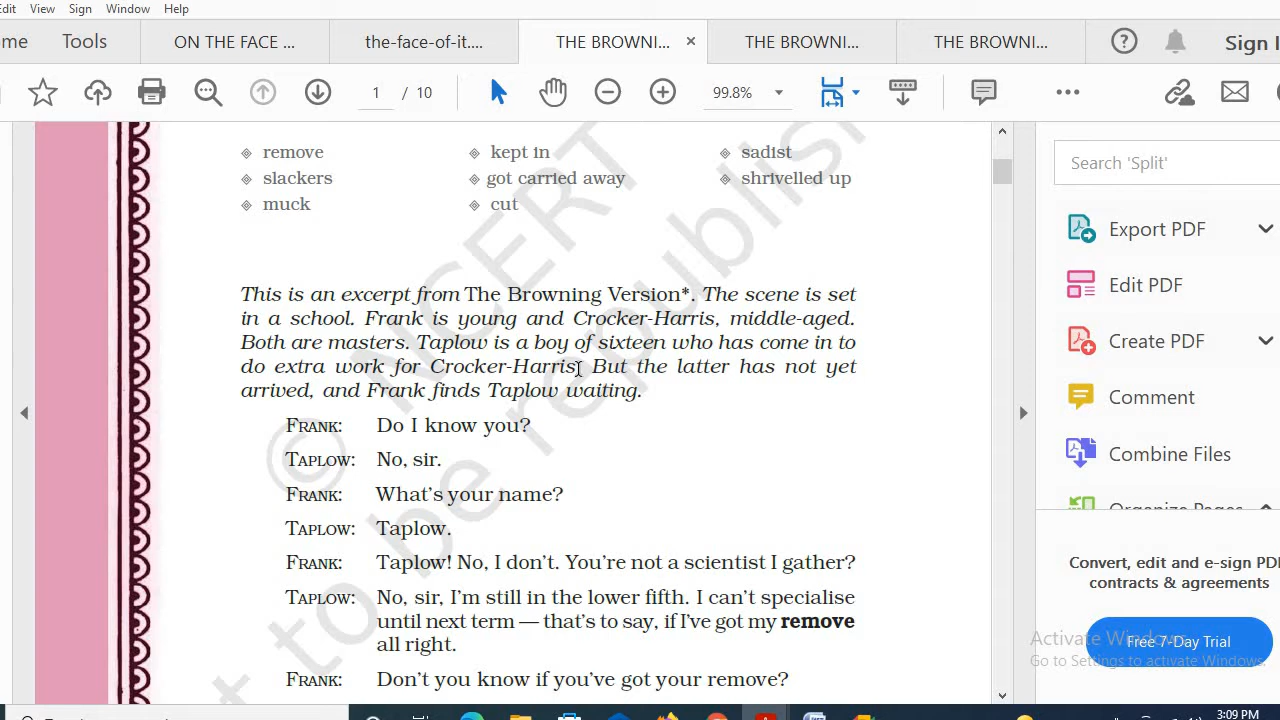 Edit View Sign Window Help
ome Tools ON THE FACE ... the-face-of-it.... THE BROWNI... × THE BROWNI... THE BROWNI... Sign I
1 / 10 99.8%
remove kept in sadist
slackers got carried away shrivelled up
muck cut
This is an excerpt from The Browning Version*. The scene is set
in a school. Frank is young and Crocker-Harris, middle-aged.
Both are masters. Taplow is a boy of sixteen who has come in to
do extra work for Crocker-Harris. But the latter has not yet
arrived, and Frank finds Taplow waiting.
FRANK: Do I know you?
TAPLOW: No, sir.
FRANK: What's your name?
TAPLOW: Taplow.
FRANK: Taplow! No, I don't. You're not a scientist I gather?
TAPLOW: No, sir, I'm still in the lower fifth. I can't specialise
until next term — that's to say, if I've got my remove
all right.
FRANK: Don't you know if you've got your remove?
© NCERT
not to be republish
Search 'Split'
Export PDF
Edit PDF
Create PDF
Comment
Combine Files
Organize Pages
Convert, edit and e-sign PDF
contracts & agreements
Free 7-Day Trial
Activate Windows
Go to Settings to activate Windows.
3:09 PM